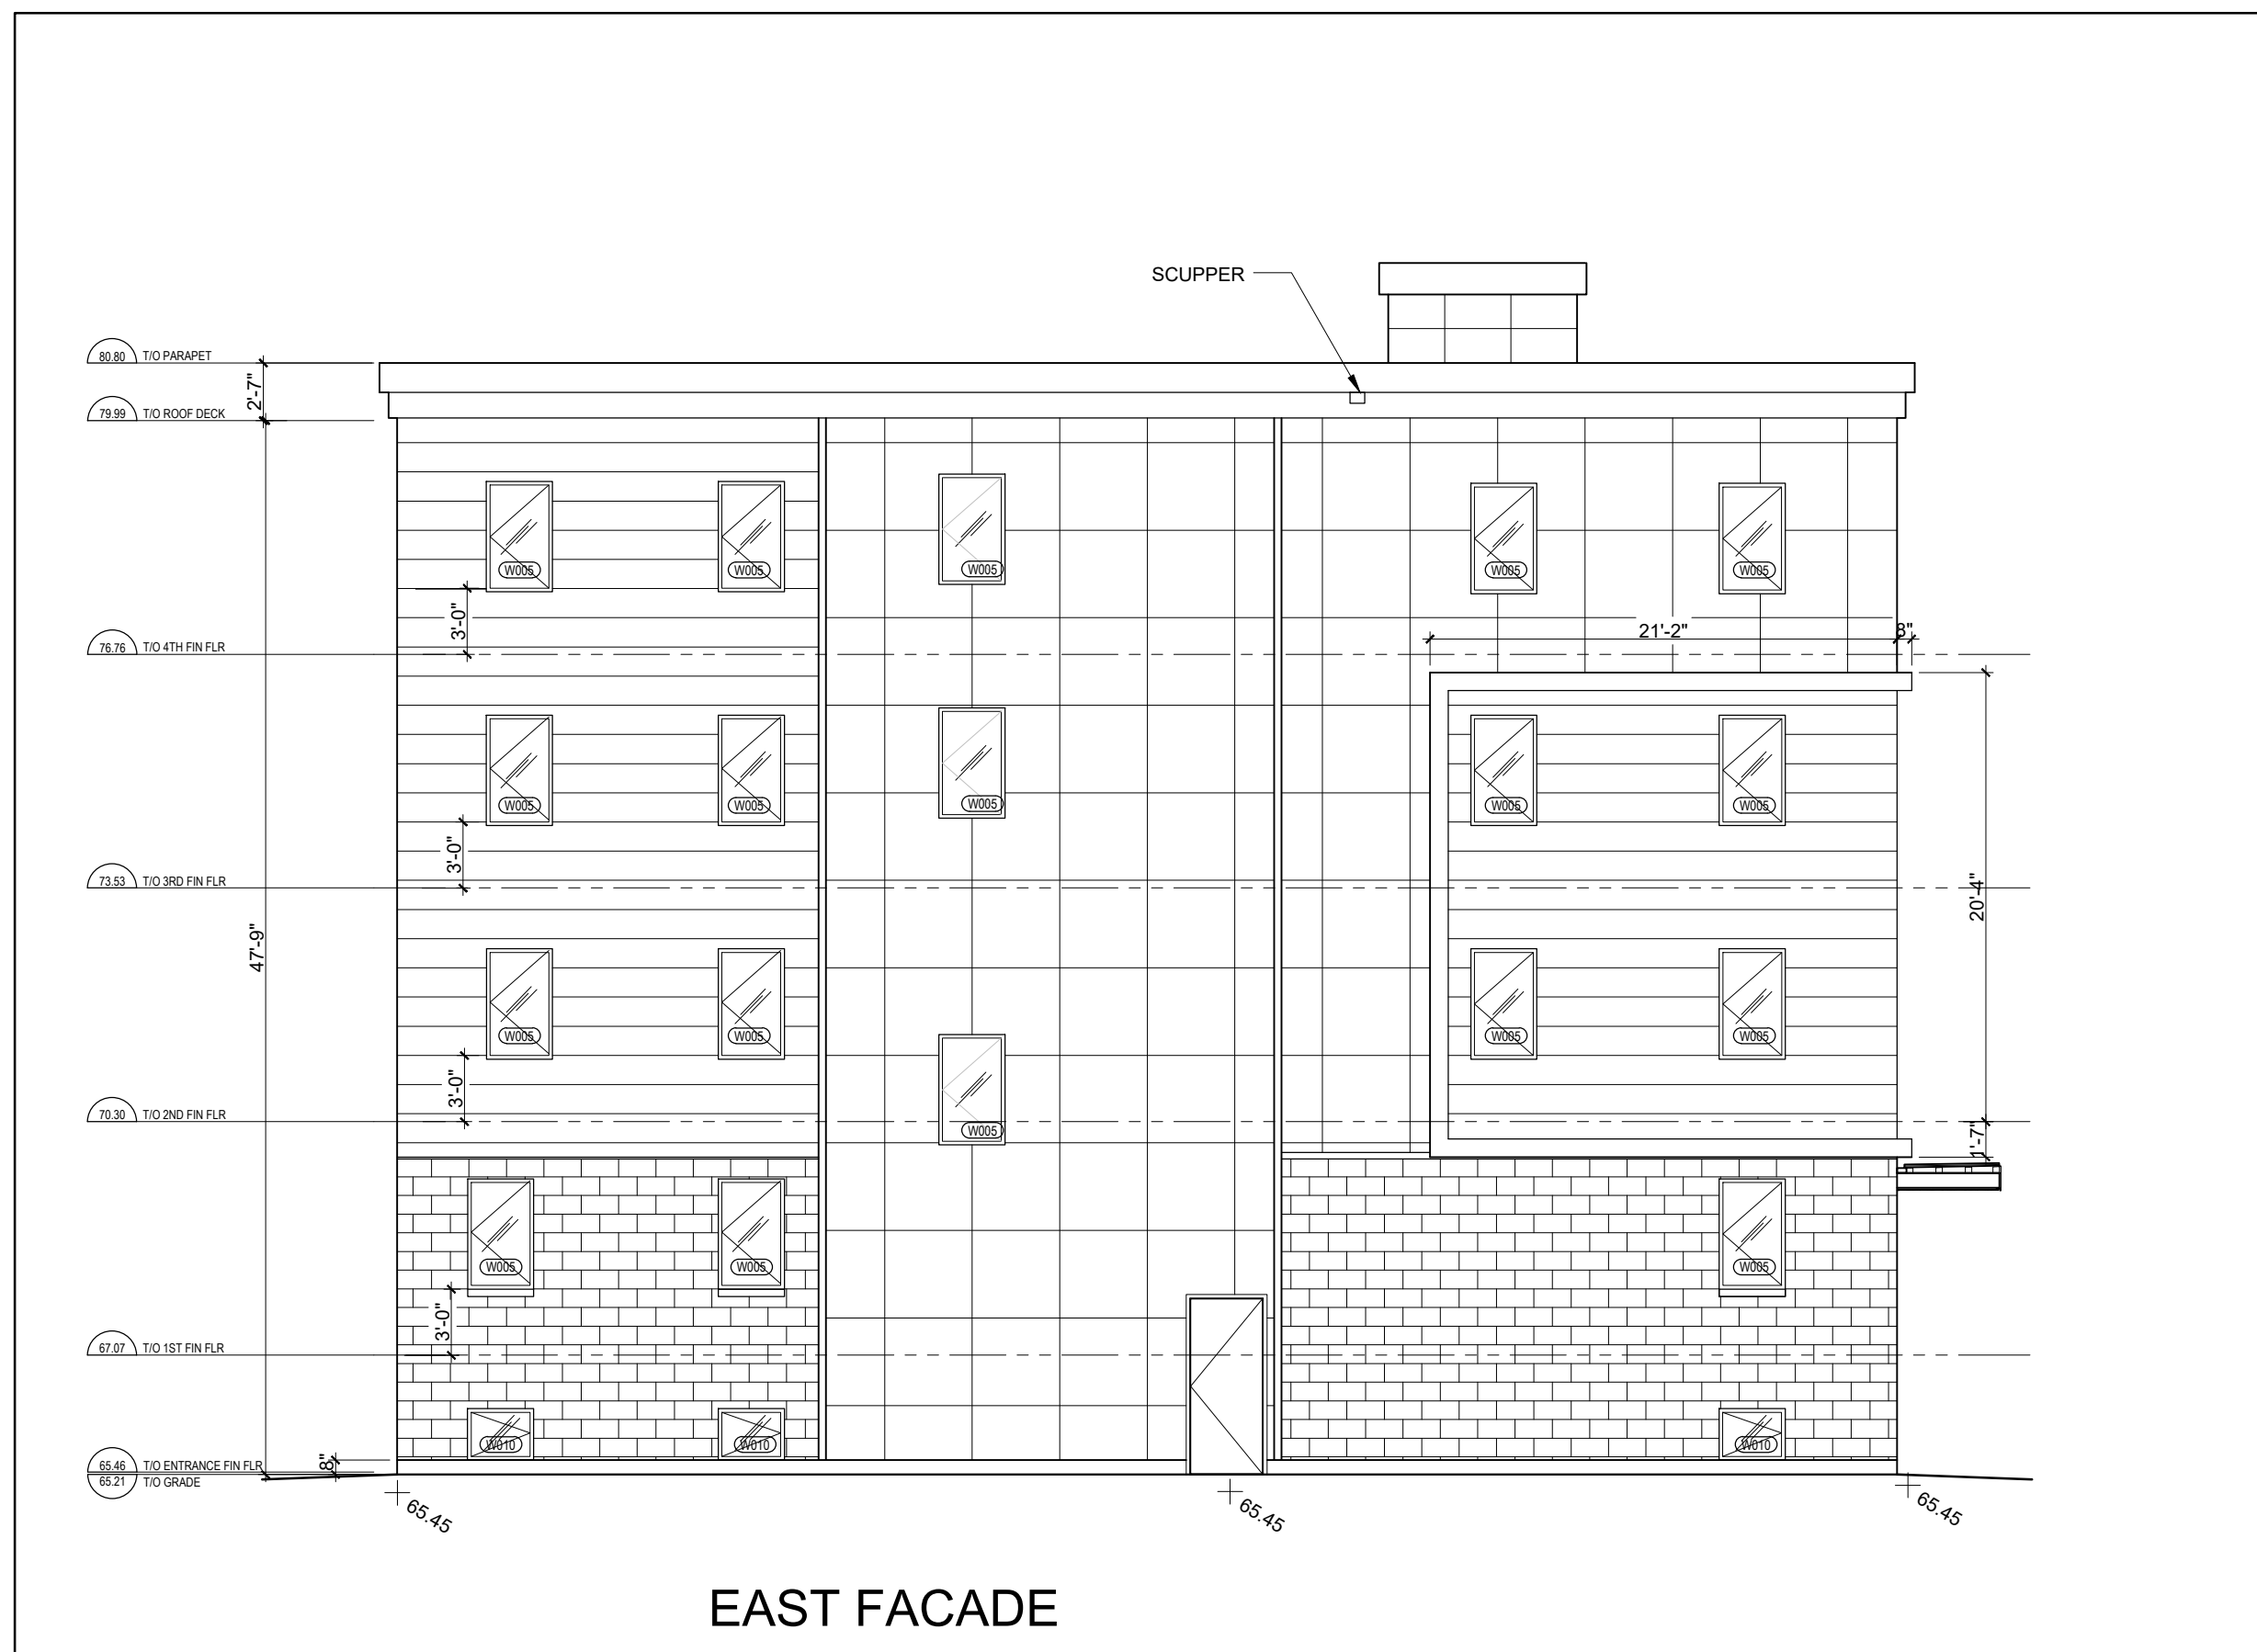 SCUPPER
80.80 T/O PARAPET
2'-7"
79.99 T/O ROOF DECK
W005 W005 W005 W005 W005
3'-0"
21'-2" 8"
76.76 T/O 4TH FIN FLR
W005 W005 W005 W005 W005
3'-0"
73.53 T/O 3RD FIN FLR
20'-4"
47'-9"
W005 W005 W005 W005
3'-0"
70.30 T/O 2ND FIN FLR
W005
1'-7"
W005 W005 W005
3'-0"
67.07 T/O 1ST FIN FLR
W010 W010 W010
65.46 T/O ENTRANCE FIN FLR
8"
65.21 T/O GRADE
65.45 65.45 65.45
EAST FACADE